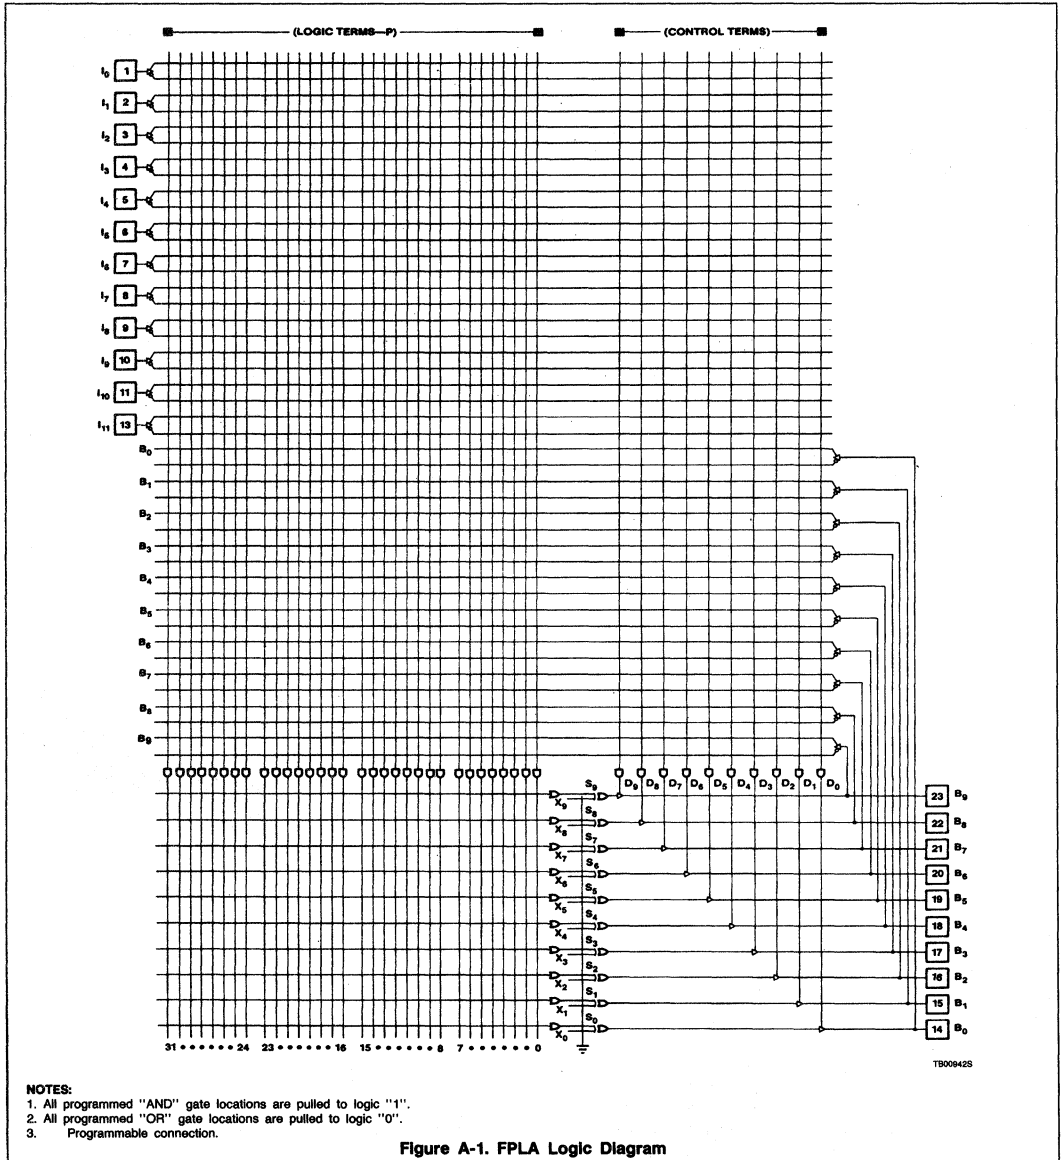 (LOGIC TERMS—P) (CONTROL TERMS)
I0 1
I1 2
I2 3
I3 4
I4 5
I5 6
I6 7
I7 8
I8 9
I9 10
I10 11
I11 13
B0
B1
B2
B3
B4
B5
B6
B7
B8
B9
D9 D8 D7 D6 D5 D4 D3 D2 D1 D0
S9 X9 23 B9
S8 X8 22 B8
S7 X7 21 B7
S6 X6 20 B6
S5 X5 19 B5
S4 X4 18 B4
S3 X3 17 B3
S2 X2 16 B2
S1 X1 15 B1
S0 X0 14 B0
31 • • • • • • 24 23 • • • • • • 16 15 • • • • • • 8 7 • • • • • • 0
TB00942S
NOTES:
1. All programmed "AND" gate locations are pulled to logic "1".
2. All programmed "OR" gate locations are pulled to logic "0".
3. Programmable connection.
Figure A-1. FPLA Logic Diagram